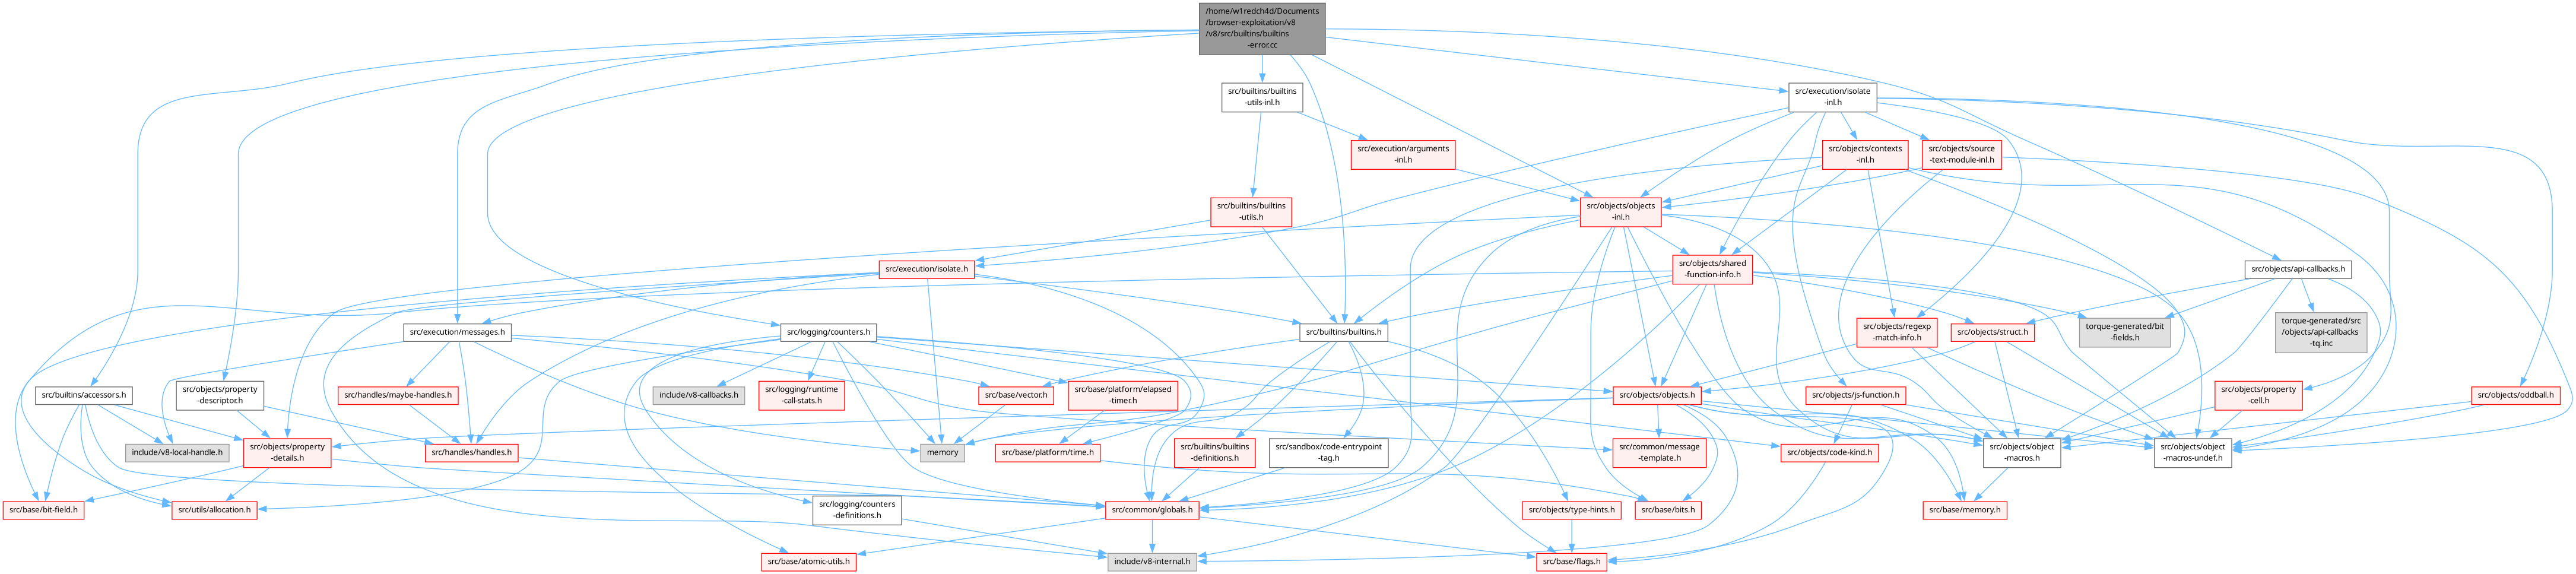 /home/w1redch4d/Documents
/browser-exploitation/v8
/v8/src/builtins/builtins
-error.cc
src/builtins/builtins
-utils-inl.h
src/execution/isolate
-inl.h
src/execution/arguments
-inl.h
src/objects/contexts
-inl.h
src/objects/source
-text-module-inl.h
src/builtins/builtins
-utils.h
src/objects/objects
-inl.h
src/execution/isolate.h
src/objects/shared
-function-info.h
src/objects/api-callbacks.h
src/execution/messages.h
src/logging/counters.h
src/builtins/builtins.h
src/objects/regexp
-match-info.h
src/objects/struct.h
torque-generated/bit
-fields.h
torque-generated/src
/objects/api-callbacks
-tq.inc
src/builtins/accessors.h
src/objects/property
-descriptor.h
src/handles/maybe-handles.h
include/v8-callbacks.h
src/logging/runtime
-call-stats.h
src/base/vector.h
src/base/platform/elapsed
-timer.h
src/objects/objects.h
src/objects/js-function.h
src/objects/property
-cell.h
src/objects/oddball.h
include/v8-local-handle.h
src/objects/property
-details.h
src/handles/handles.h
memory
src/base/platform/time.h
src/builtins/builtins
-definitions.h
src/sandbox/code-entrypoint
-tag.h
src/common/message
-template.h
src/objects/code-kind.h
src/objects/object
-macros.h
src/objects/object
-macros-undef.h
src/base/bit-field.h
src/utils/allocation.h
src/logging/counters
-definitions.h
src/common/globals.h
src/objects/type-hints.h
src/base/bits.h
src/base/memory.h
src/base/atomic-utils.h
include/v8-internal.h
src/base/flags.h